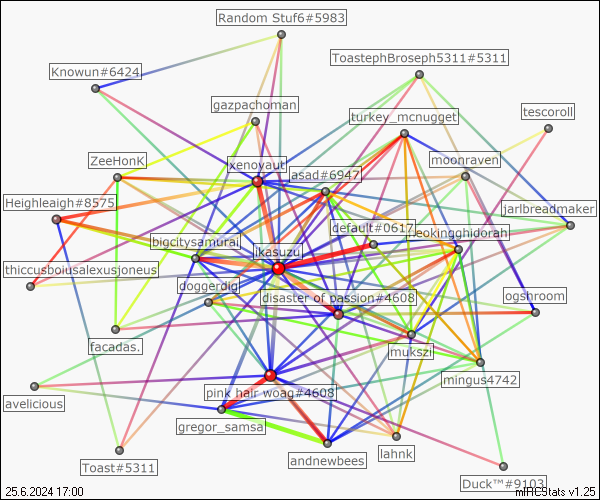 Random Stuf6#5983
ToastephBroseph5311#5311
Knowun#6424
gazpachoman
turkey_mcnugget
tescoroll
ZeeHonK
xenovaut
asad#6947
moonraven
Heighleaigh#8575
default#0617
jarlbreadmaker
bigcitysamurai
ikasuzu
jeokingghidorah
thiccusboiusalexusjoneus
doggerdig
disaster of passion#4608
ogshroom
facadas.
mukszi
mingus4742
avelicious
pink hair woag#4608
gregor_samsa
Toast#5311
andnewbees
lahnk
Duck™#9103
25.6.2024 17:00
mIRCStats v1.25